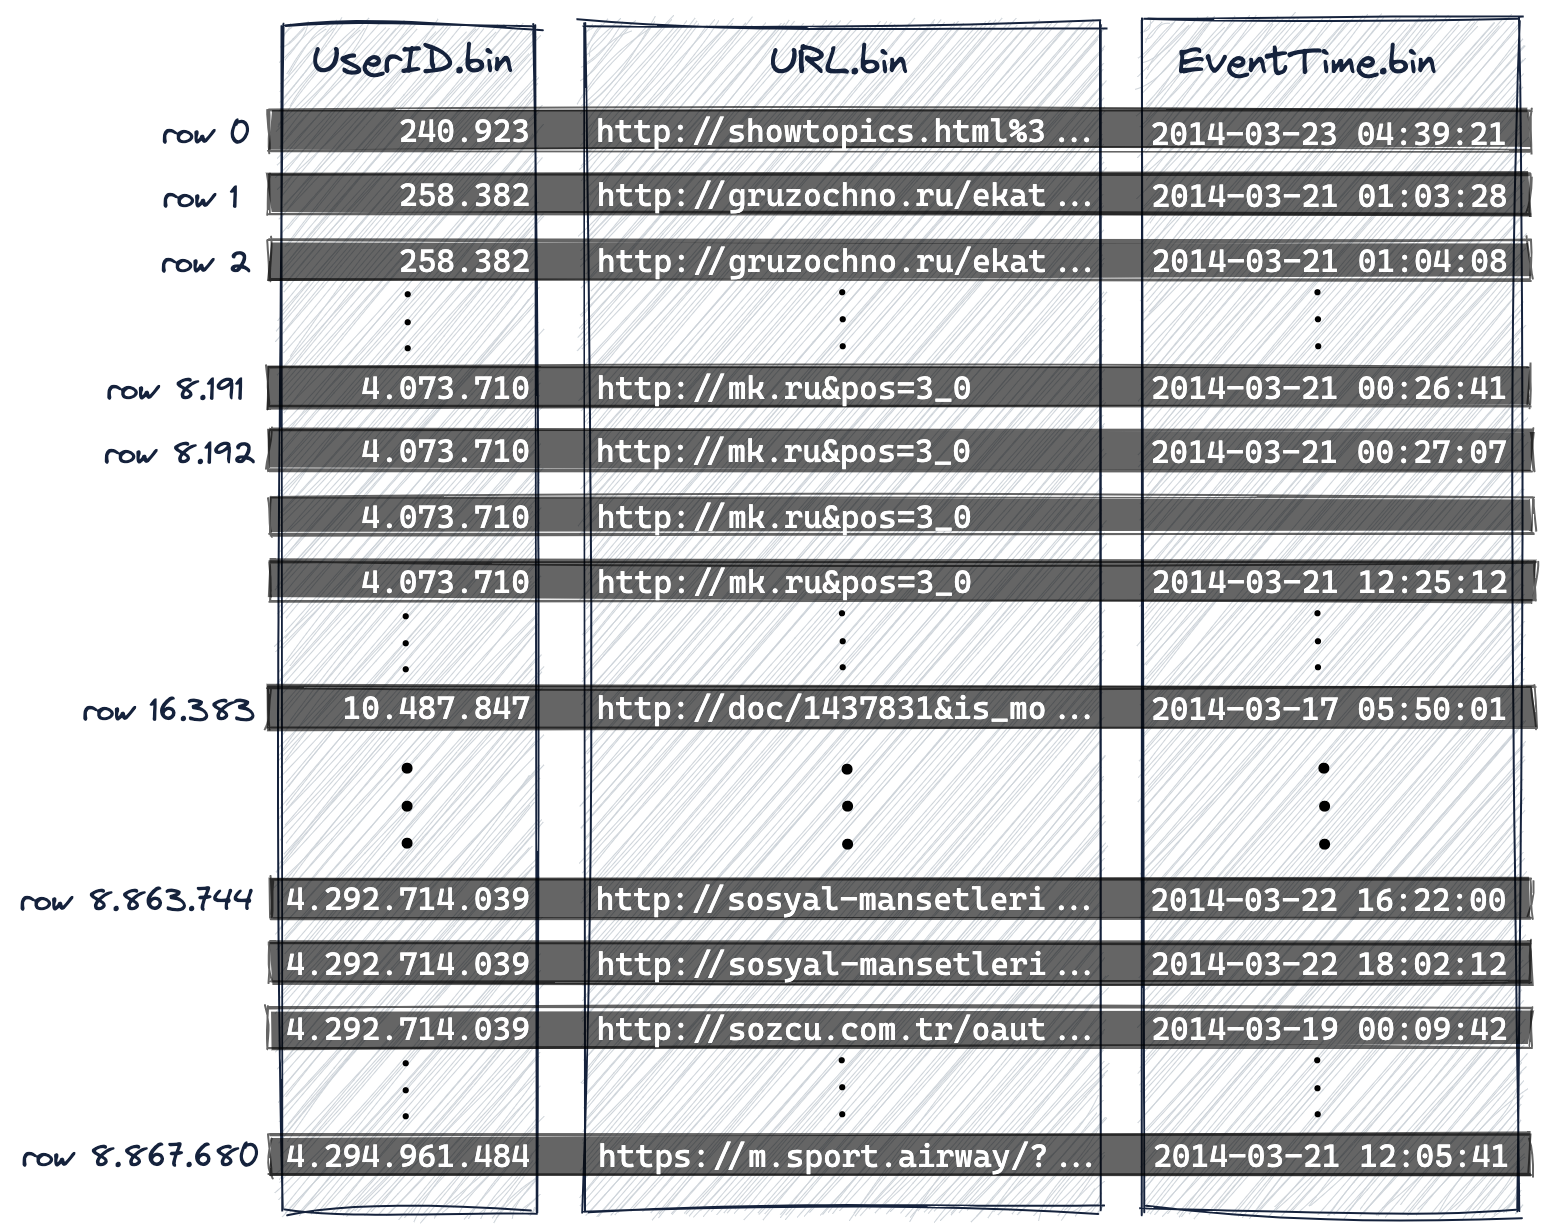 UserID.bin URL.bin EventTime.bin
row 0 240.923 http://showtopics.html%3 ... 2014-03-23 04:39:21
row 1 258.382 http://gruzochno.ru/ekat ... 2014-03-21 01:03:28
row 2 258.382 http://gruzochno.ru/ekat ... 2014-03-21 01:04:08
row 8.191 4.073.710 http://mk.ru&pos=3_0 2014-03-21 00:26:41
row 8.192 4.073.710 http://mk.ru&pos=3_0 2014-03-21 00:27:07
4.073.710 http://mk.ru&pos=3_0
4.073.710 http://mk.ru&pos=3_0 2014-03-21 12:25:12
row 16.383 10.487.847 http://doc/1437831&is_mo ... 2014-03-17 05:50:01
row 8.863.744 4.292.714.039 http://sosyal-mansetleri ... 2014-03-22 16:22:00
4.292.714.039 http://sosyal-mansetleri ... 2014-03-22 18:02:12
4.292.714.039 http://sozcu.com.tr/oaut ... 2014-03-19 00:09:42
row 8.867.680 4.294.961.484 https://m.sport.airway/? ... 2014-03-21 12:05:41